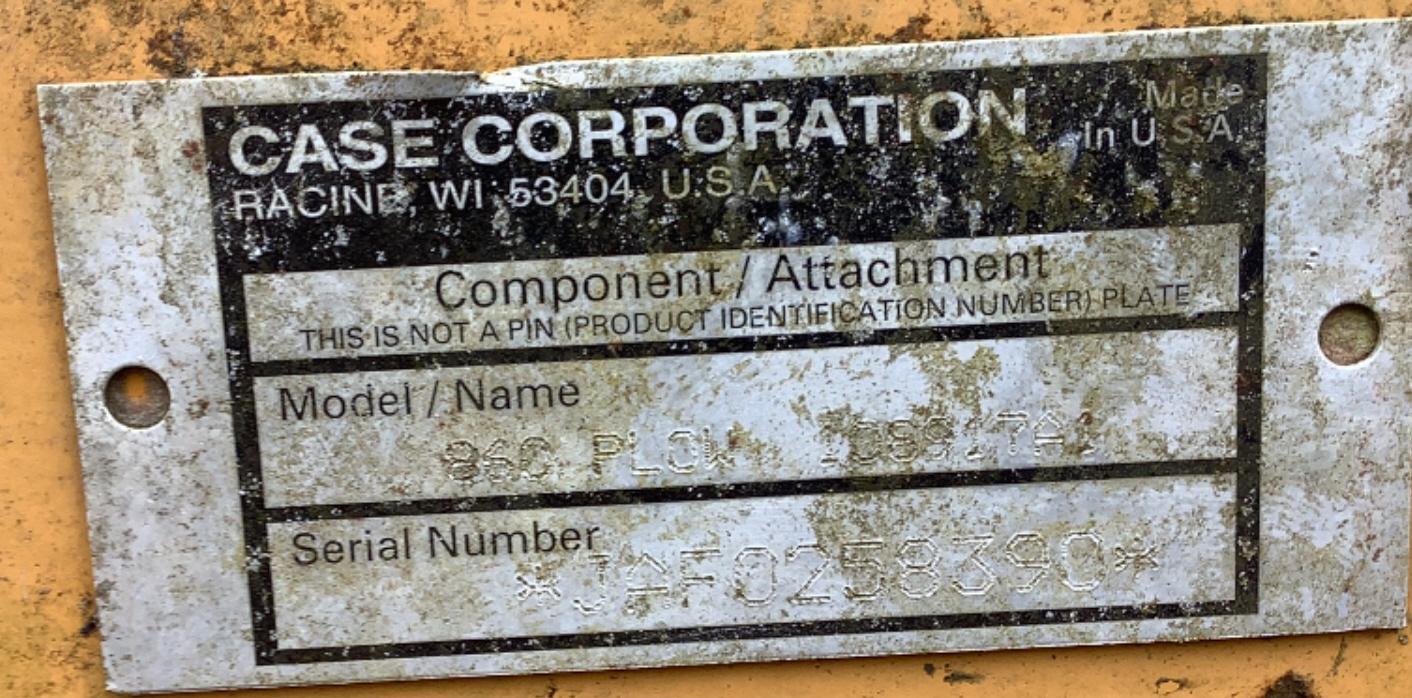 CASE CORPORATION
Made
In U.S.A.
RACINE, WI 53404 U.S.A.
Component / Attachment
THIS IS NOT A PIN (PRODUCT IDENTIFICATION NUMBER) PLATE
Model / Name
860 PLOW 108917A1
Serial Number
*JAF0258390*